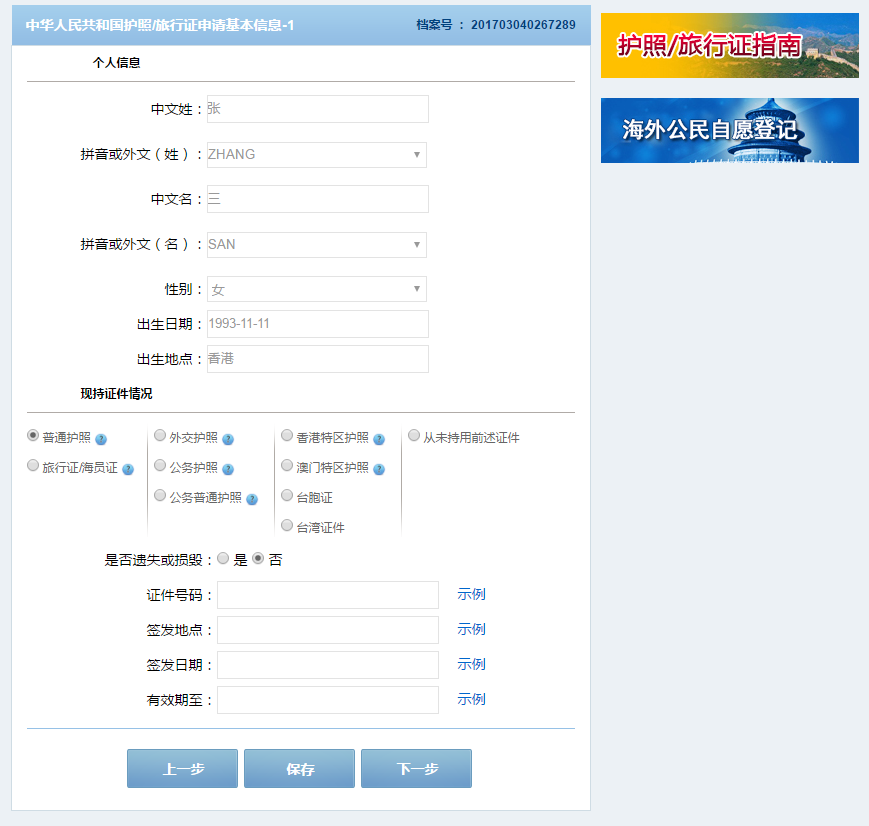 中华人民共和国护照/旅行证申请基本信息-1 档案号 ： 201703040267289
个人信息
中文姓：张
拼音或外文（姓）：ZHANG
中文名：三
拼音或外文（名）：SAN
性别：女
出生日期：1993-11-11
出生地点：香港
现持证件情况
普通护照 外交护照 香港特区护照 从未持用前述证件
旅行证/海员证 公务护照 澳门特区护照
公务普通护照 台胞证
台湾证件
是否遗失或损毁：是 否
证件号码： 示例
签发地点： 示例
签发日期： 示例
有效期至： 示例
上一步 保存 下一步
护照/旅行证指南
海外公民自愿登记